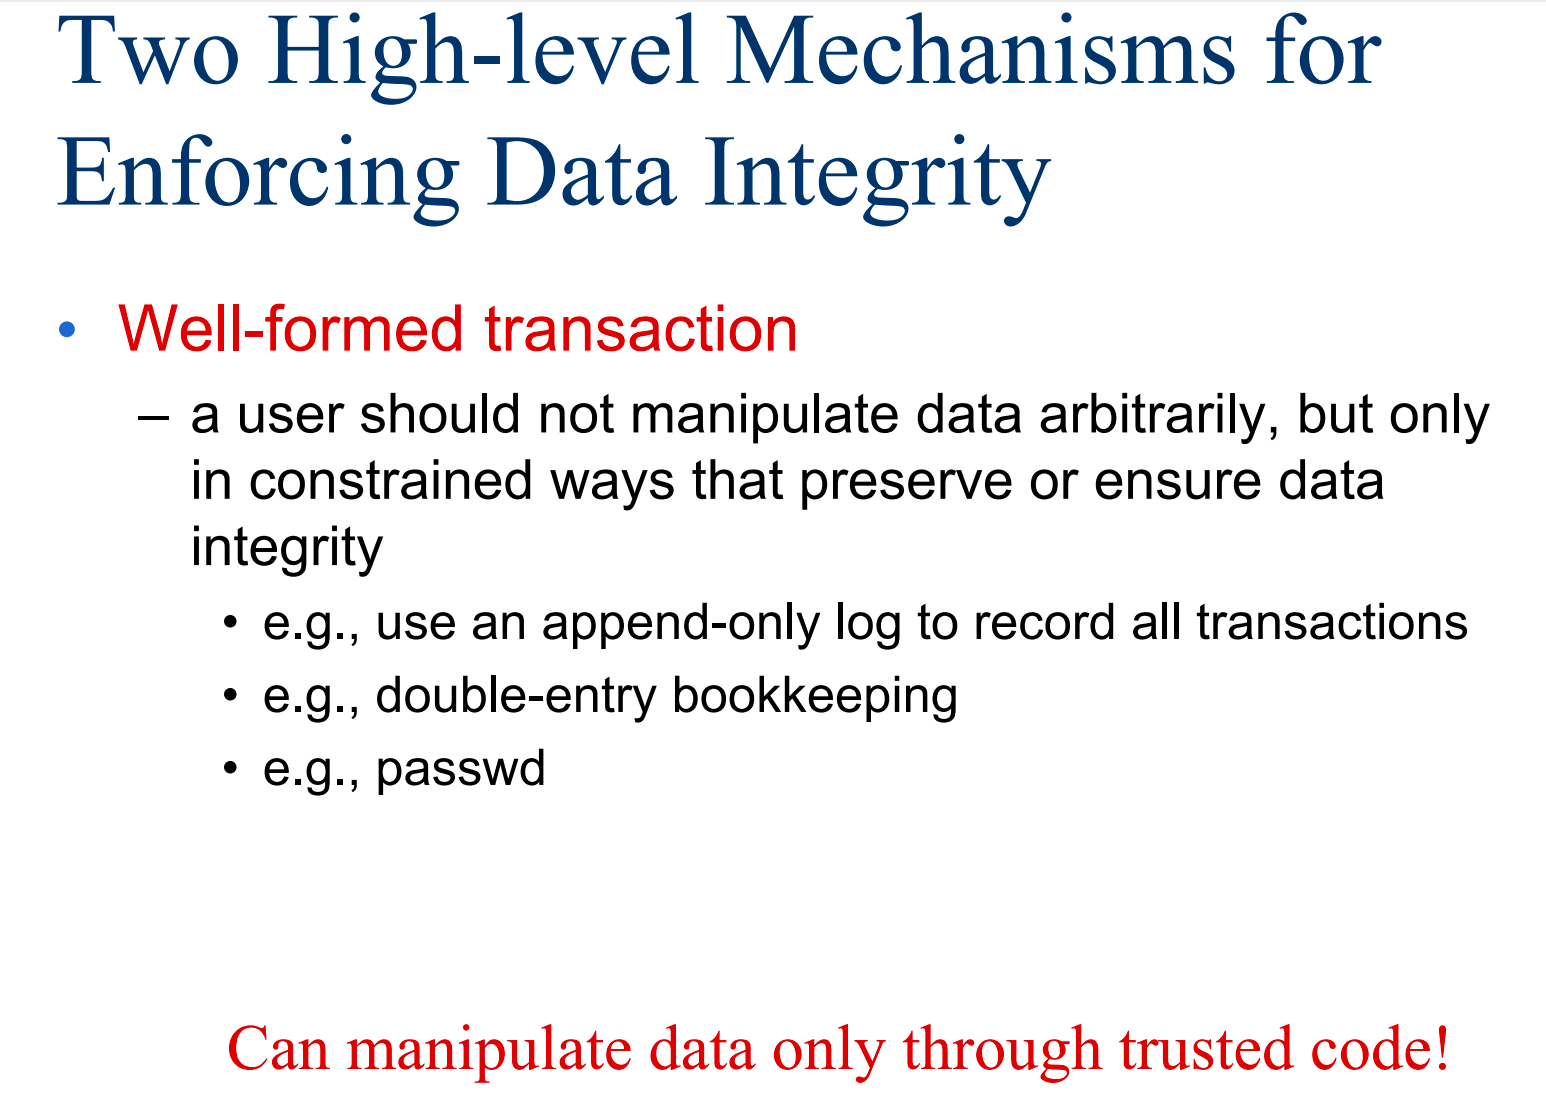 Two High-level Mechanisms for
Enforcing Data Integrity
• Well-formed transaction
– a user should not manipulate data arbitrarily, but only
in constrained ways that preserve or ensure data
integrity
• e.g., use an append-only log to record all transactions
• e.g., double-entry bookkeeping
• e.g., passwd
Can manipulate data only through trusted code!